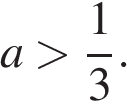 a > 1/3.